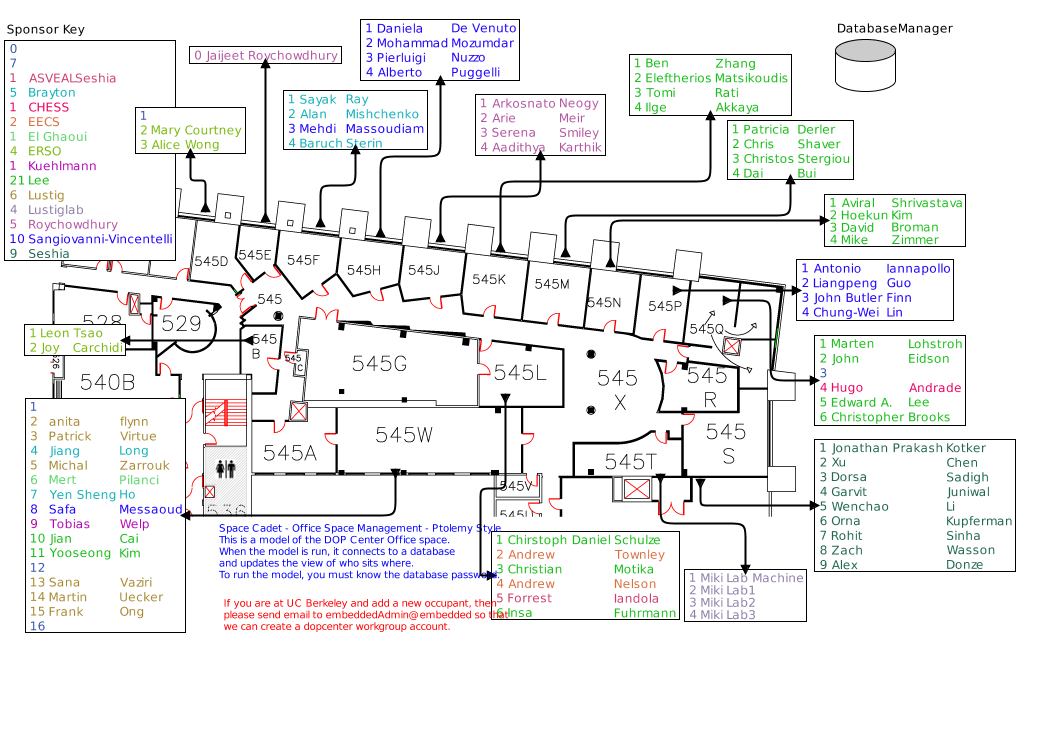 Sponsor Key
0
7
1 ASVEALSeshia
5 Brayton
1 CHESS
2 EECS
1 El Ghaoui
4 ERSO
1 Kuehlmann
21 Lee
6 Lustig
4 Lustiglab
5 Roychowdhury
10 Sangiovanni-Vincentelli
9 Seshia
0 Jaijeet Roychowdhury
1 Daniela De Venuto
2 Mohammad Mozumdar
3 Pierluigi Nuzzo
4 Alberto Puggelli
DatabaseManager
1
2 Mary Courtney
3 Alice Wong
1 Sayak Ray
2 Alan Mishchenko
3 Mehdi Massoudiam
4 Baruch Sterin
1 Arkosnato Neogy
2 Arie Meir
3 Serena Smiley
4 Aadithya Karthik
1 Ben Zhang
2 Eleftherios Matsikoudis
3 Tomi Rati
4 Ilge Akkaya
1 Patricia Derler
2 Chris Shaver
3 Christos Stergiou
4 Dai Bui
1 Aviral Shrivastava
2 Hoekun Kim
3 David Broman
4 Mike Zimmer
1 Antonio Iannapollo
2 Liangpeng Guo
3 John Butler Finn
4 Chung-Wei Lin
545D
545E
545F
545H
545J
545K
545M
545N
545P
545Q
545
528
529
1 Leon Tsao
2 Joy Carchidi
545
B
545
C
545G
545L
545
X
545
R
540B
545A
545W
545T
545
S
545V
545U
536
1 Marten Lohstroh
2 John Eidson
3
4 Hugo Andrade
5 Edward A. Lee
6 Christopher Brooks
1 Jonathan Prakash Kotker
2 Xu Chen
3 Dorsa Sadigh
4 Garvit Juniwal
5 Wenchao Li
6 Orna Kupferman
7 Rohit Sinha
8 Zach Wasson
9 Alex Donze
1
2 anita flynn
3 Patrick Virtue
4 Jiang Long
5 Michal Zarrouk
6 Mert Pilanci
7 Yen Sheng Ho
8 Safa Messaoud
9 Tobias Welp
10 Jian Cai
11 Yooseong Kim
12
13 Sana Vaziri
14 Martin Uecker
15 Frank Ong
16
Space Cadet - Office Space Management - Ptolemy Style
This is a model of the DOP Center Office space.
When the model is run, it connects to a database
and updates the view of who sits where.
To run the model, you must know the database password.
If you are at UC Berkeley and add a new occupant, then
please send email to embeddedAdmin@embedded so that
we can create a dopcenter workgroup account.
1 Chirstoph Daniel Schulze
2 Andrew Townley
3 Christian Motika
4 Andrew Nelson
5 Forrest Iandola
6 Insa Fuhrmann
1 Miki Lab Machine
2 Miki Lab1
3 Miki Lab2
4 Miki Lab3